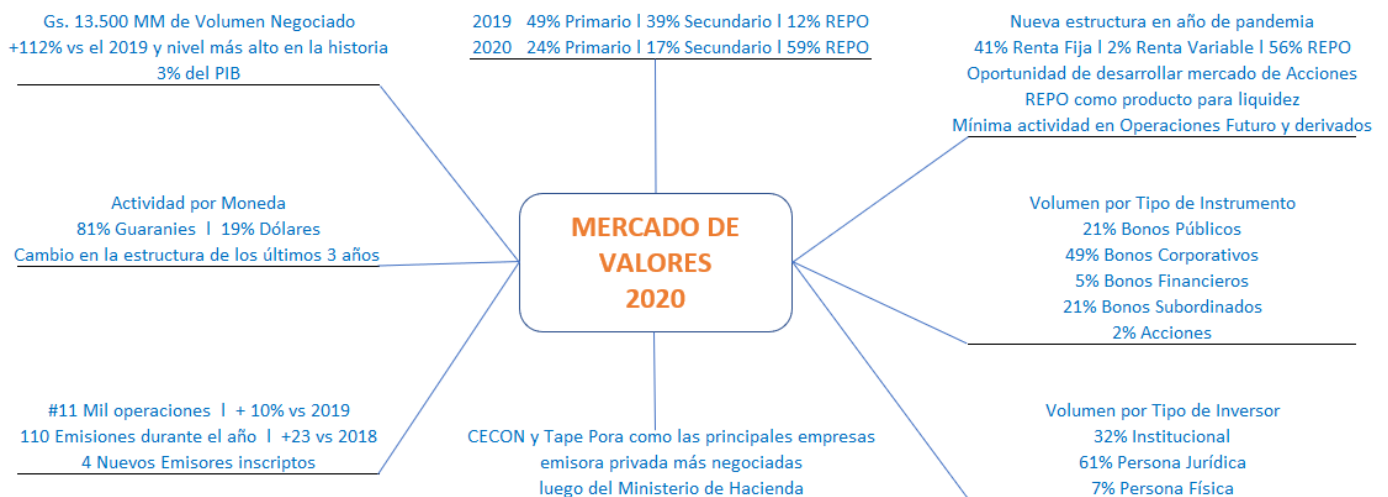 Gs. 13.500 MM de Volumen Negociado
+112% vs el 2019 y nivel más alto en la historia
3% del PIB
2019 49% Primario l 39% Secundario l 12% REPO
2020 24% Primario l 17% Secundario l 59% REPO
Nueva estructura en año de pandemia
41% Renta Fija l 2% Renta Variable l 56% REPO
Oportunidad de desarrollar mercado de Acciones
REPO como producto para liquidez
Mínima actividad en Operaciones Futuro y derivados
Actividad por Moneda
81% Guaranies l 19% Dólares
Cambio en la estructura de los últimos 3 años
MERCADO DE
VALORES
2020
Volumen por Tipo de Instrumento
21% Bonos Públicos
49% Bonos Corporativos
5% Bonos Financieros
21% Bonos Subordinados
2% Acciones
#11 Mil operaciones l + 10% vs 2019
110 Emisiones durante el año l +23 vs 2018
4 Nuevos Emisores inscriptos
CECON y Tape Pora como las principales empresas
emisora privada más negociadas
luego del Ministerio de Hacienda
Volumen por Tipo de Inversor
32% Institucional
61% Persona Jurídica
7% Persona Física